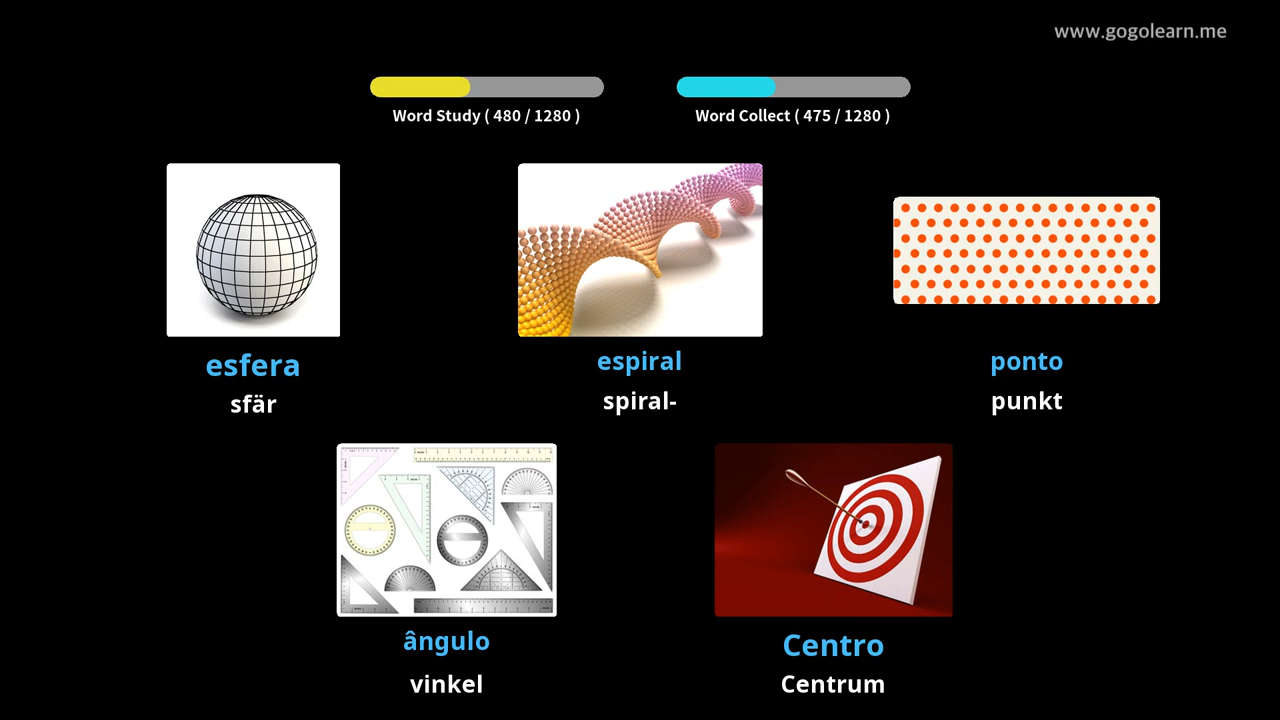 www.gogolearn.me
Word Study ( 480 / 1280 )
Word Collect ( 475 / 1280 )
esfera
sfär
espiral
spiral-
ponto
punkt
ângulo
vinkel
Centro
Centrum